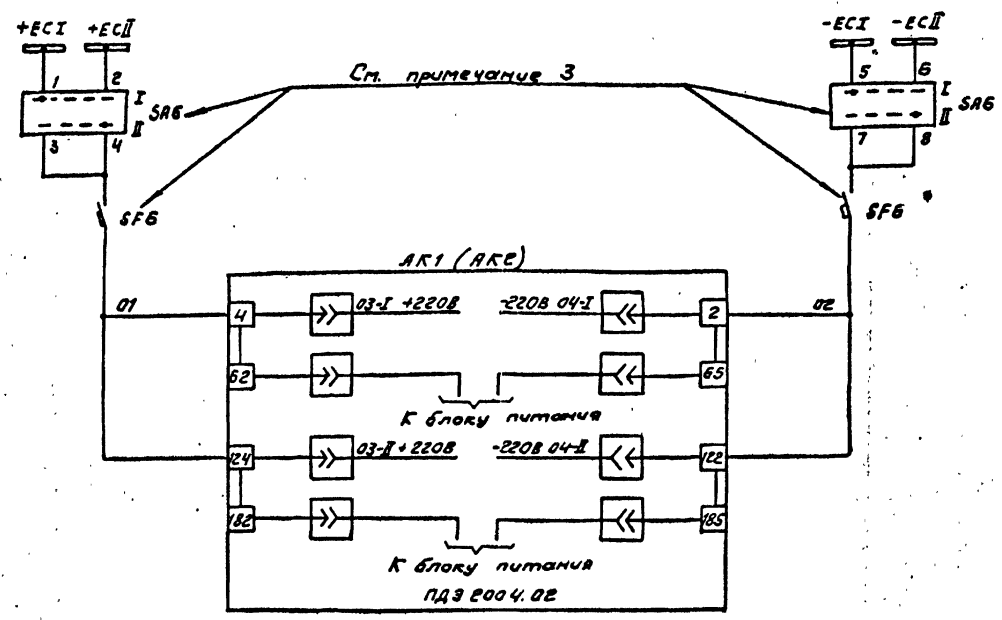 +ЕСI +ЕСII
-ЕСI -ЕСII
1 2 I
SA6
II
3 4
См. примечание 3
5 6 I
SA6
II
7 8
SF6
SF6
АК1 (АК2)
01
4 03-I +220В -220В 04-I 2
02
62 65
К блоку питания
124 03-II +220В -220В 04-II 122
182 185
К блоку питания
ПДЭ 2004.02